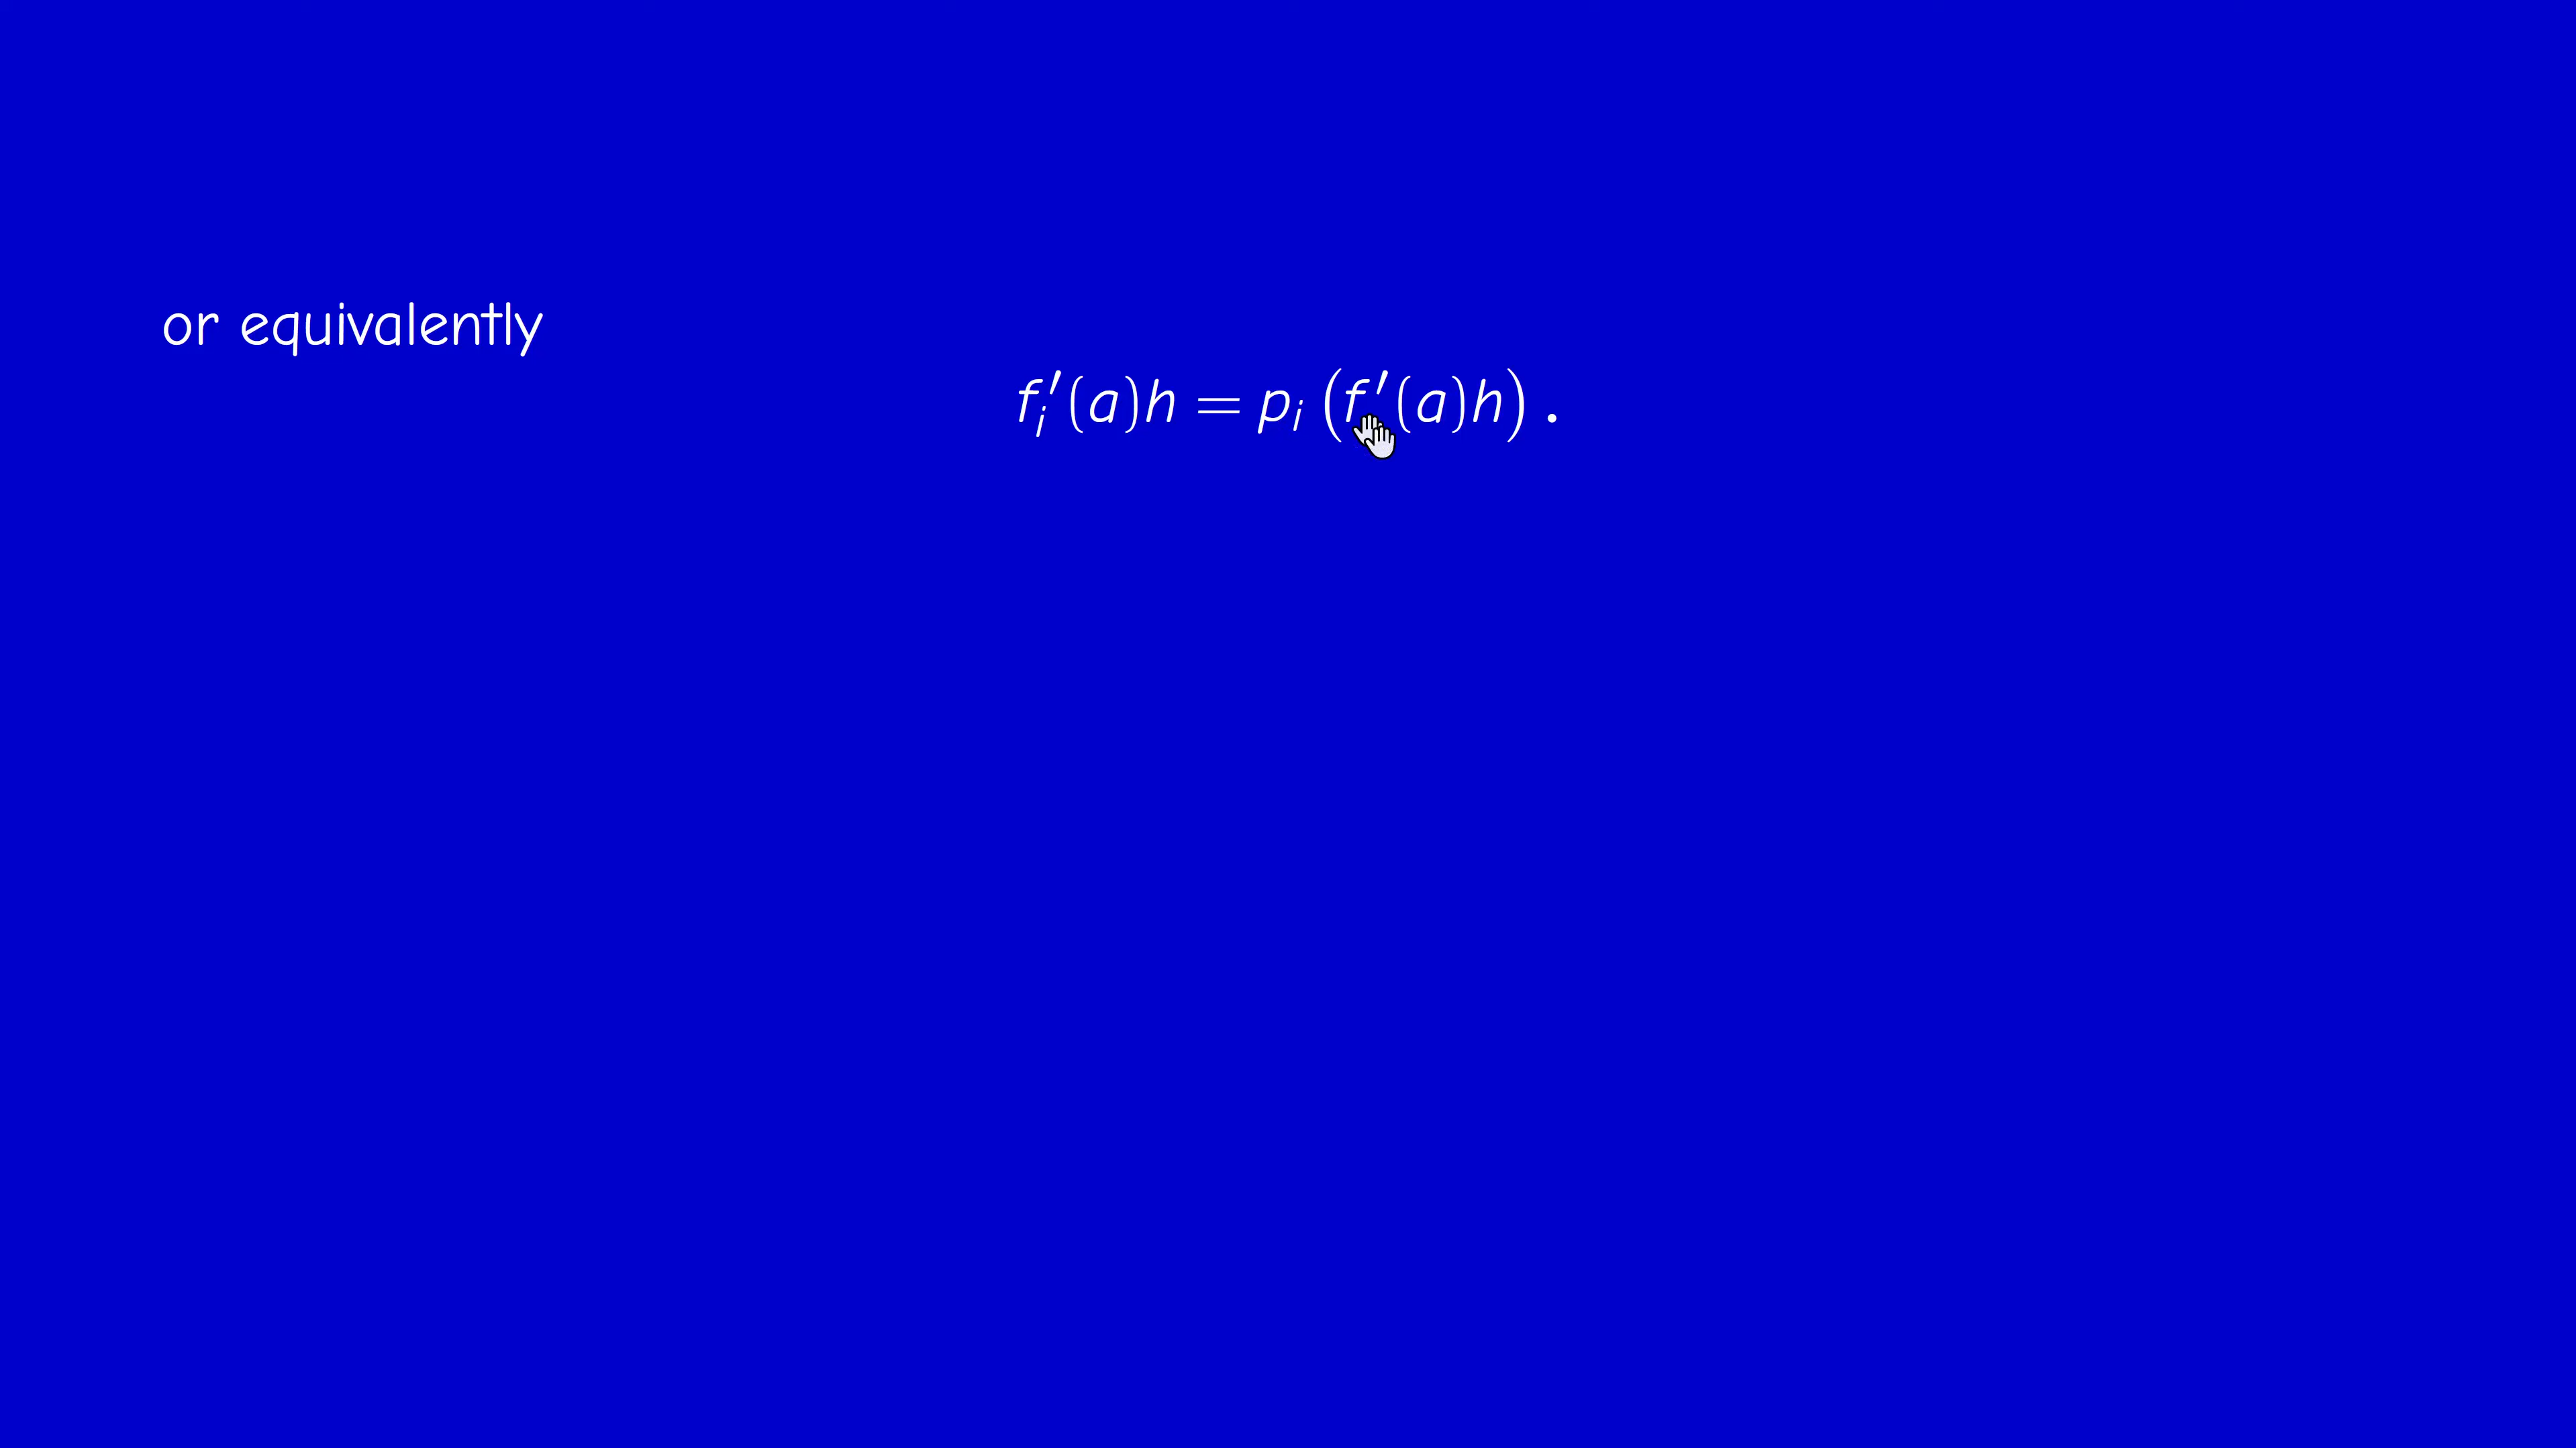 or equivalently
f_i′(a)h = p_i (f′(a)h) .